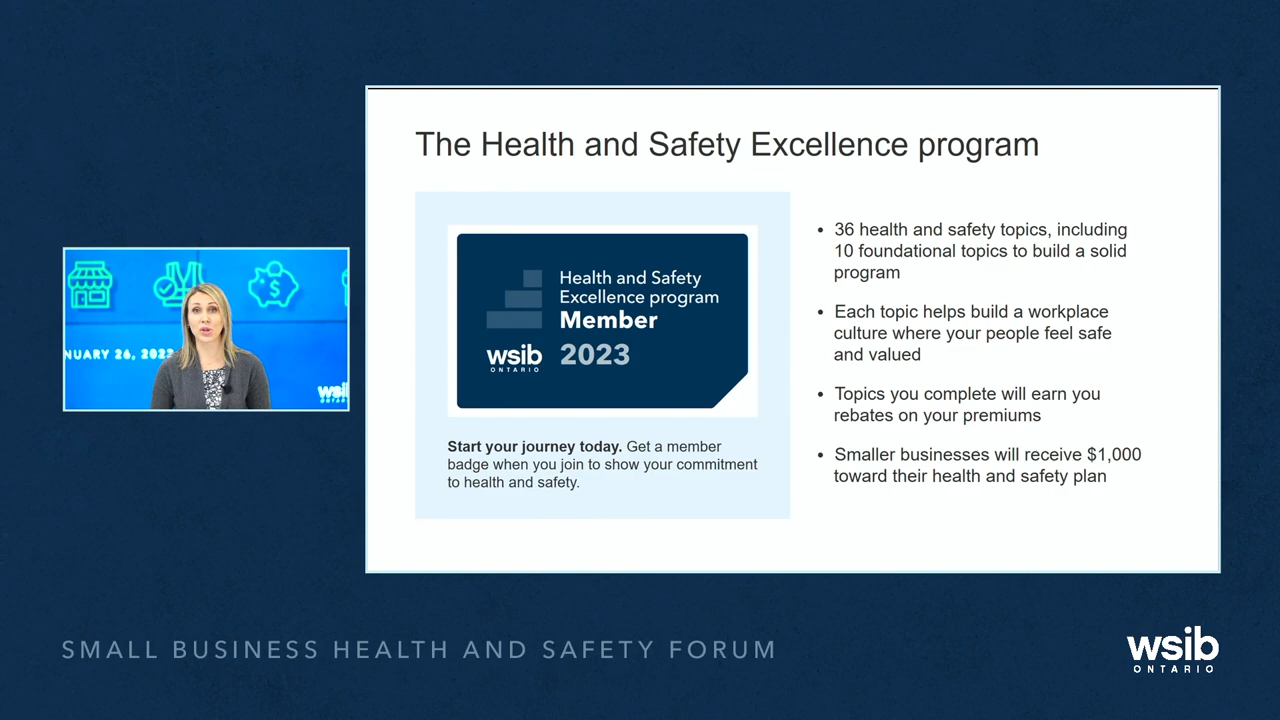 The Health and Safety Excellence program
Health and Safety
Excellence program
Member
2023
wsib
ONTARIO
Start your journey today. Get a member
badge when you join to show your commitment
to health and safety.
• 36 health and safety topics, including
10 foundational topics to build a solid
program
• Each topic helps build a workplace
culture where your people feel safe
and valued
• Topics you complete will earn you
rebates on your premiums
• Smaller businesses will receive $1,000
toward their health and safety plan
$
NUARY 26, 2023
wsib
ONTARIO
SMALL BUSINESS HEALTH AND SAFETY FORUM
wsib
ONTARIO